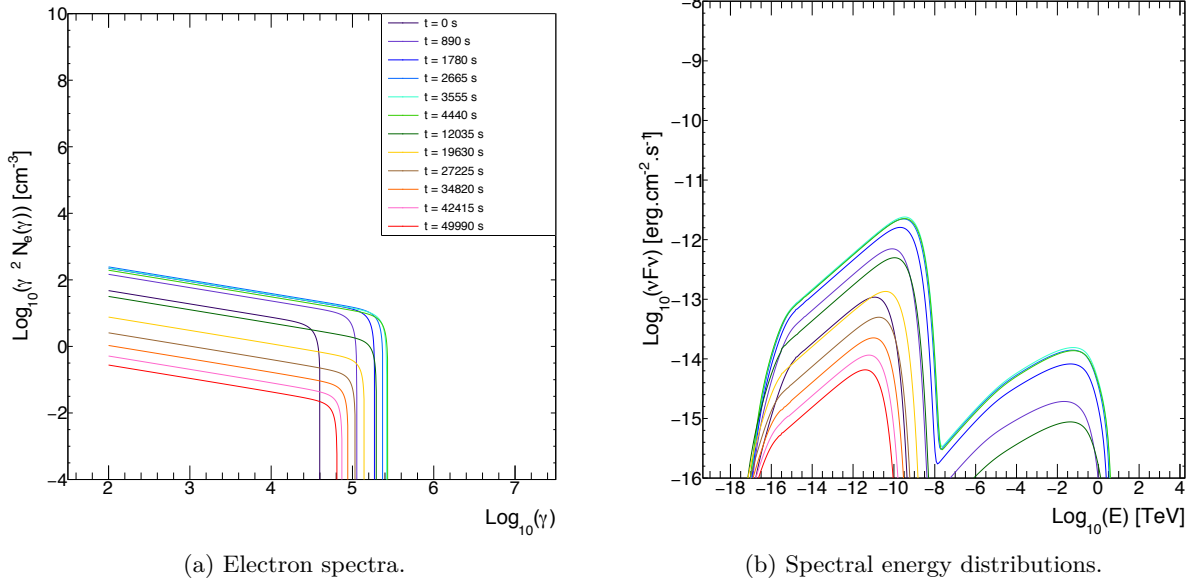 Log₁₀(γ ² Nₑ(γ)) [cm⁻³]
10
8
6
4
2
0
−2
−4
2 3 4 5 6 7
Log₁₀(γ)
t = 0 s
t = 890 s
t = 1780 s
t = 2665 s
t = 3555 s
t = 4440 s
t = 12035 s
t = 19630 s
t = 27225 s
t = 34820 s
t = 42415 s
t = 49990 s
(a) Electron spectra.
Log₁₀(νFν) [erg.cm⁻².s⁻¹]
−8
−9
−10
−11
−12
−13
−14
−15
−16
−18 −16 −14 −12 −10 −8 −6 −4 −2 0 2 4
Log₁₀(E) [TeV]
(b) Spectral energy distributions.